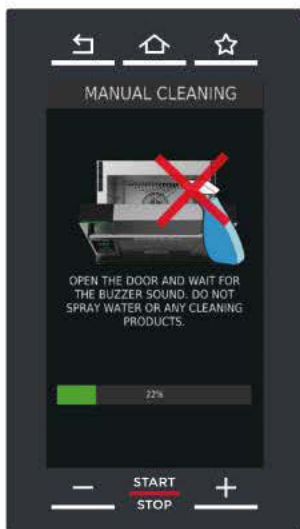 MANUAL CLEANING
OPEN THE DOOR AND WAIT FOR
THE BUZZER SOUND. DO NOT
SPRAY WATER OR ANY CLEANING
PRODUCTS.
22%
START
STOP